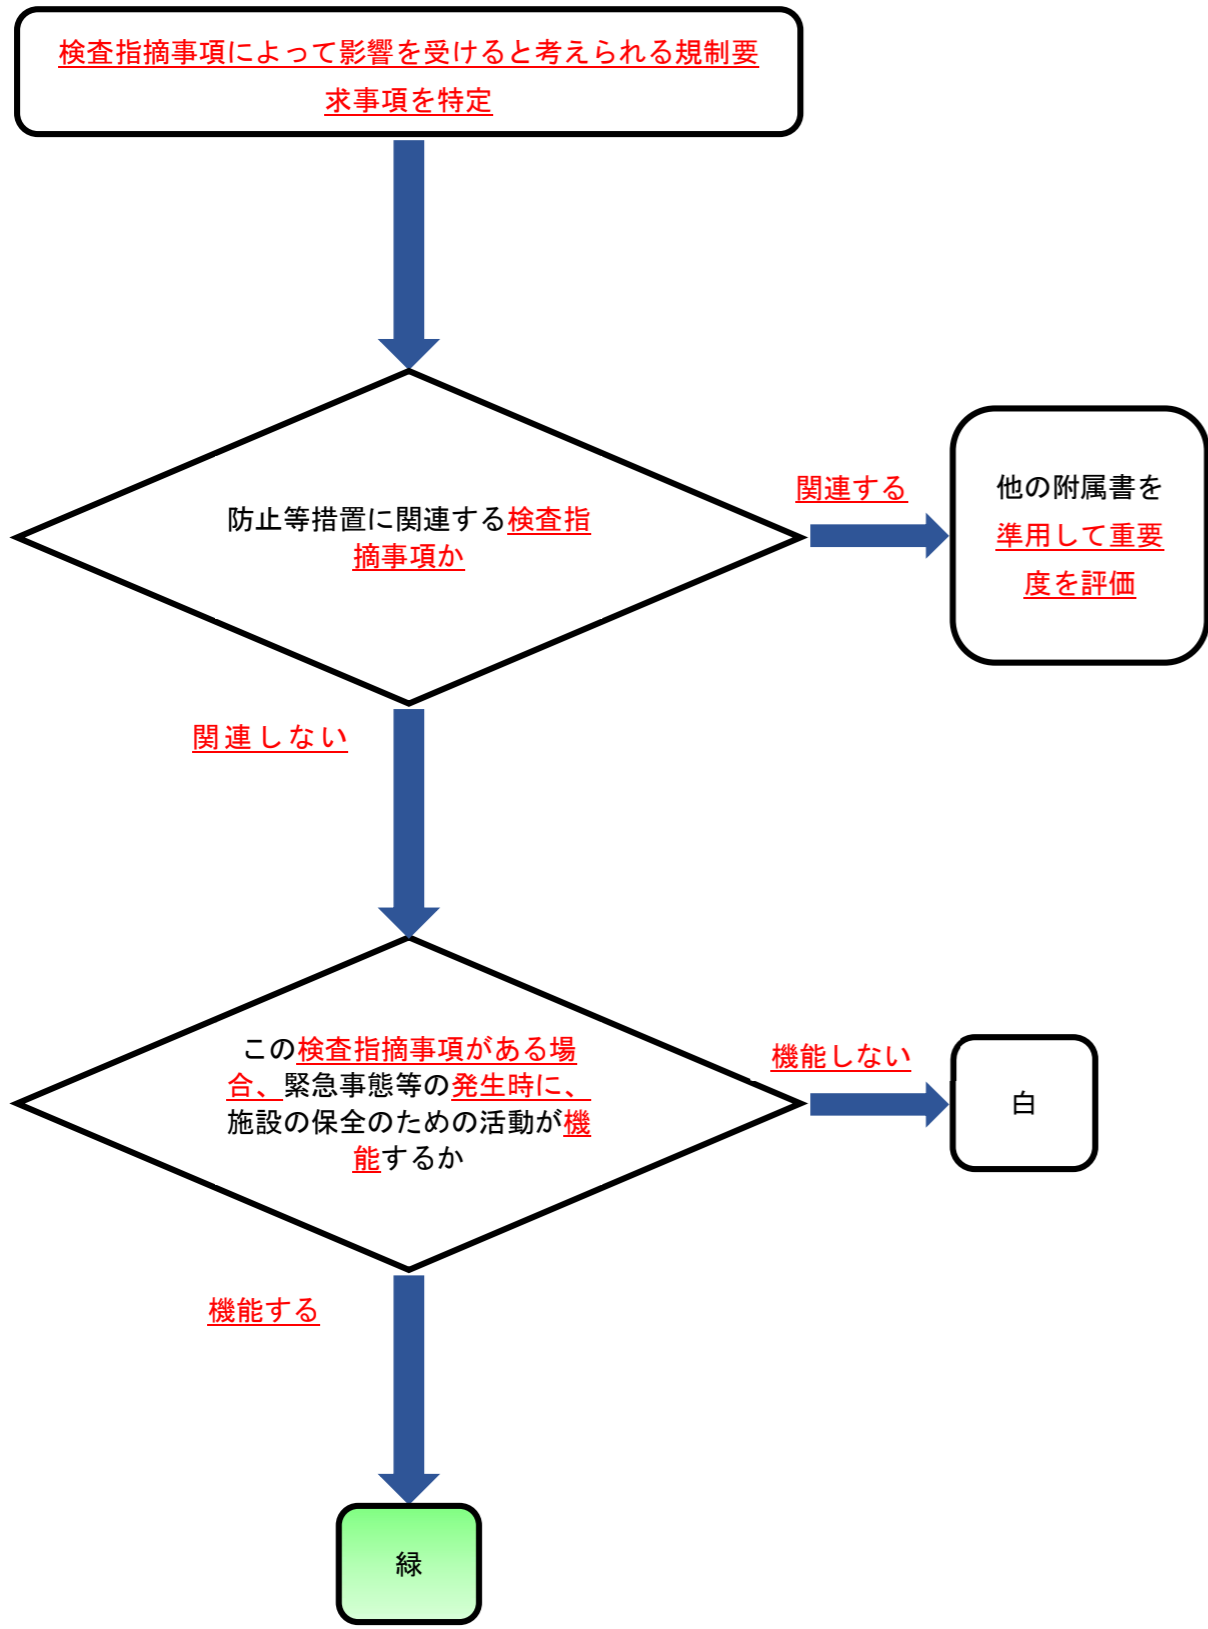 検査指摘事項によって影響を受けると考えられる規制要
求事項を特定
防止等措置に関連する検査指
摘事項か
関連する
他の附属書を
準用して重要
度を評価
関連しない
この検査指摘事項がある場
合、緊急事態等の発生時に、
施設の保全のための活動が機
能するか
機能しない
白
機能する
緑